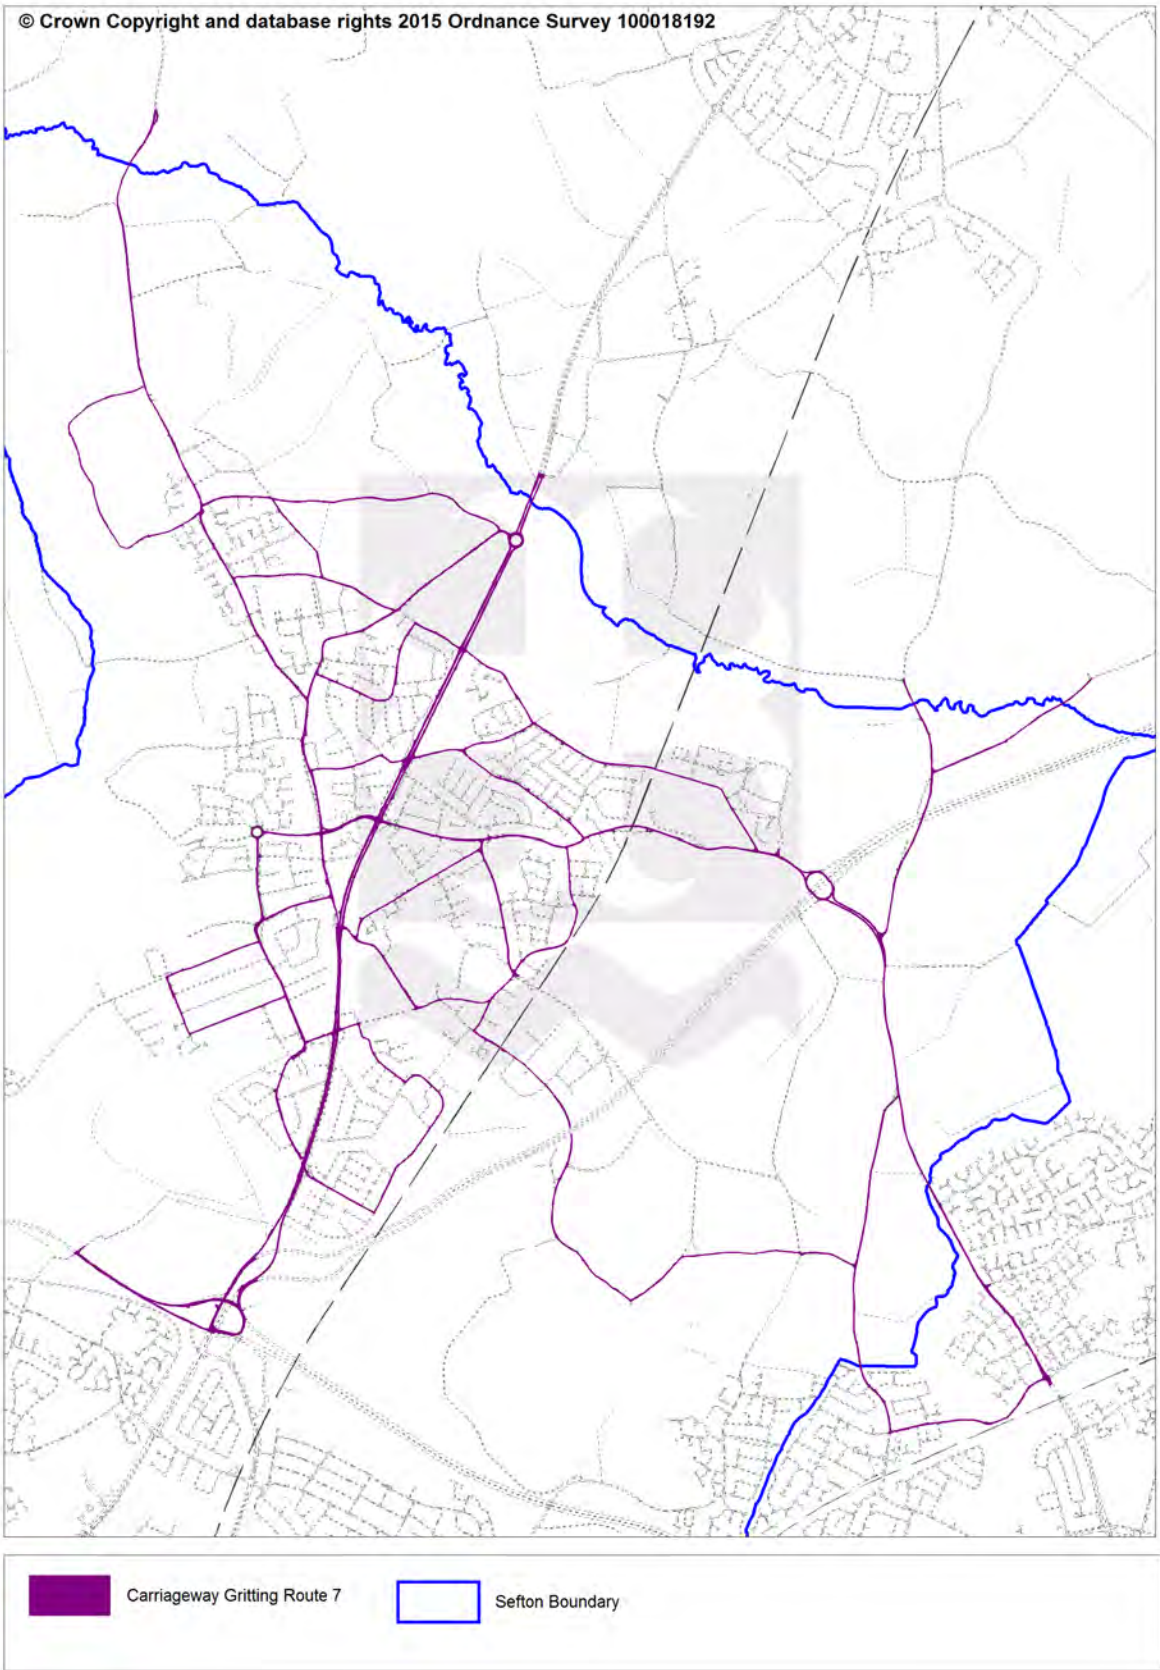 © Crown Copyright and database rights 2015 Ordnance Survey 100018192
Carriageway Gritting Route 7
Sefton Boundary